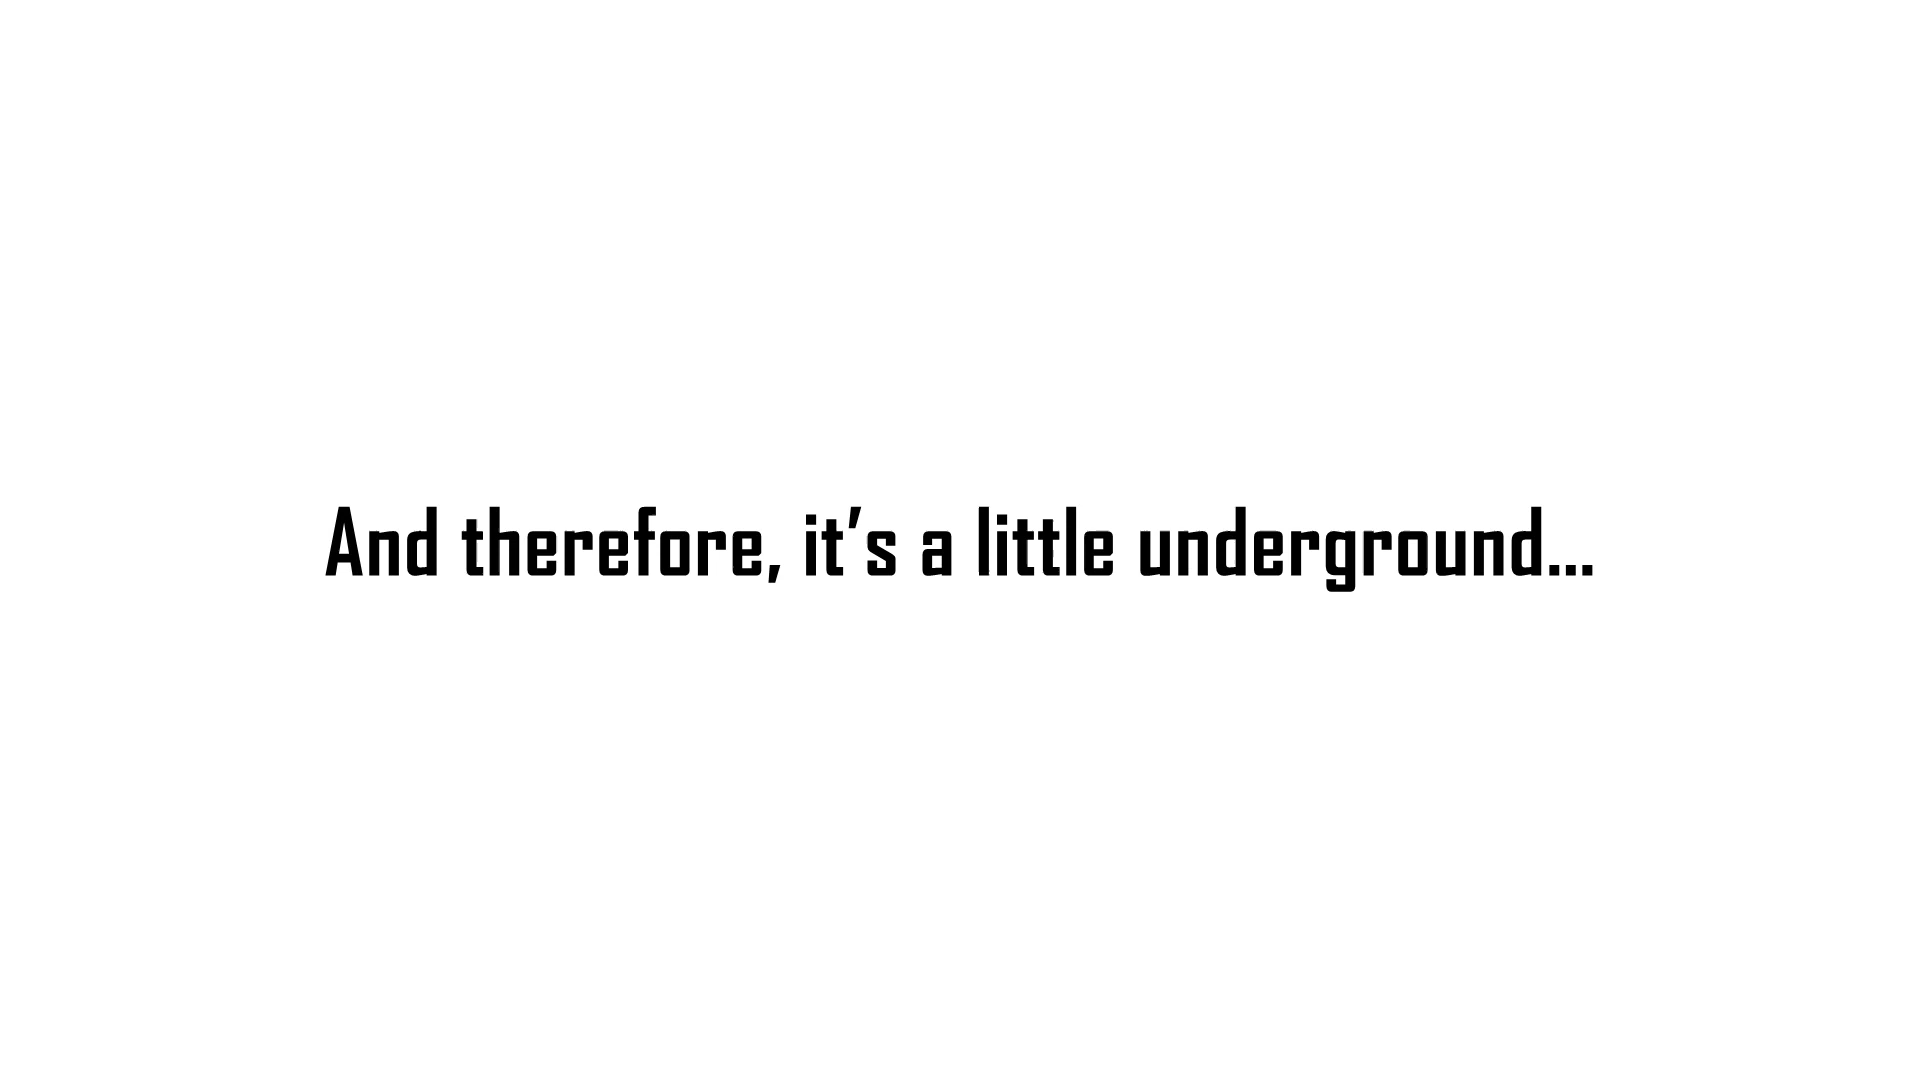 And therefore, it’s a little underground...